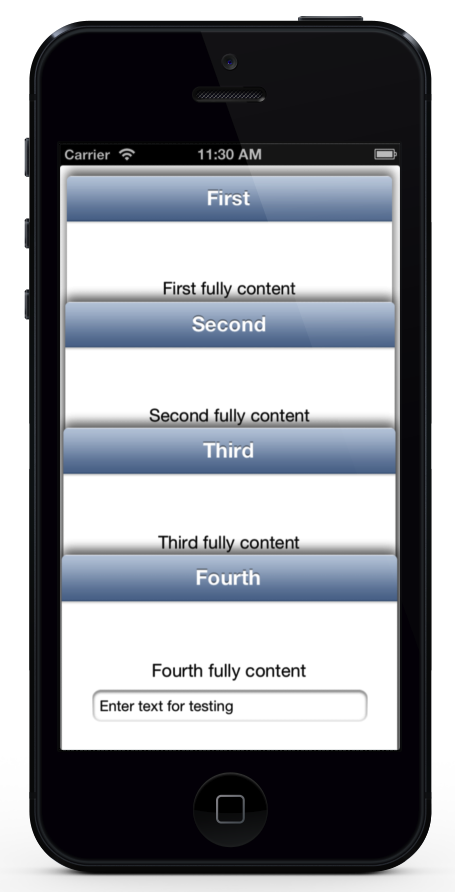 Carrier 11:30 AM
First
First fully content
Second
Second fully content
Third
Third fully content
Fourth
Fourth fully content
Enter text for testing